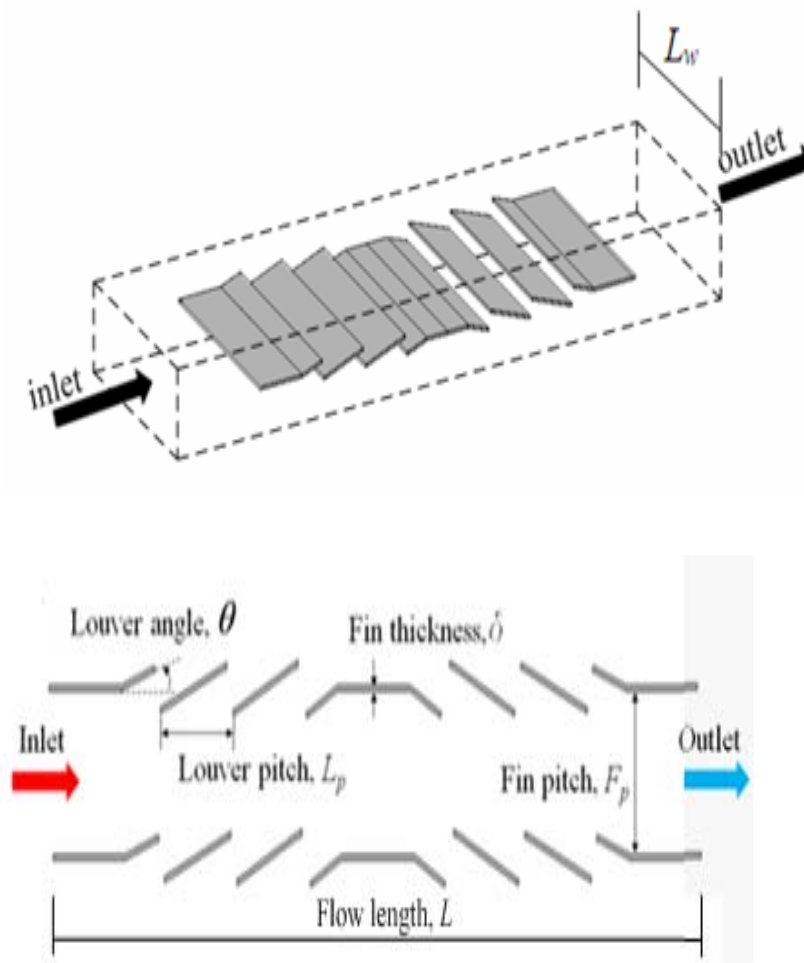 Lw
outlet
inlet
Louver angle, θ
Fin thickness, δ
Inlet
Outlet
Louver pitch, Lp
Fin pitch, Fp
Flow length, L